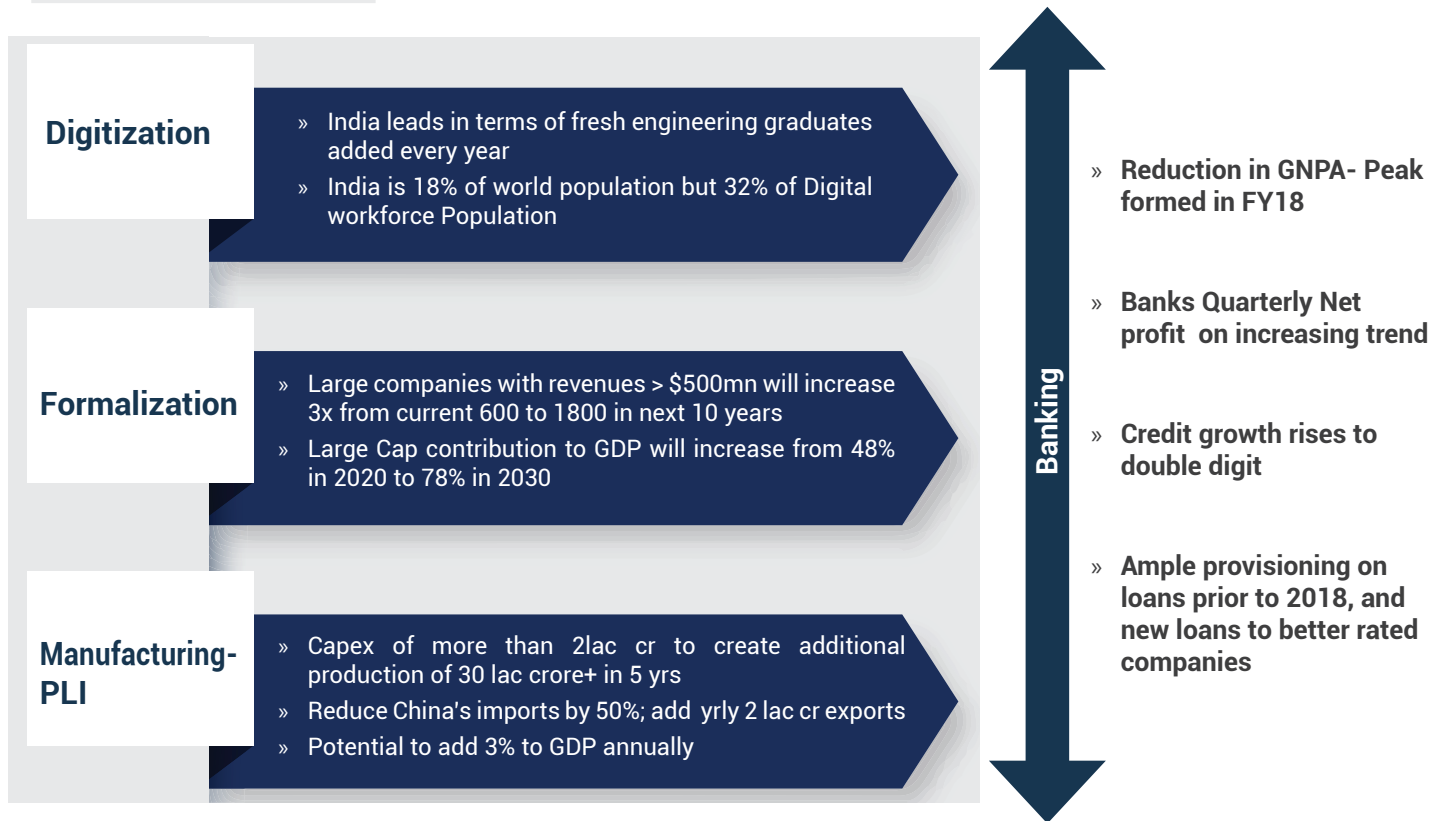 Digitization
» India leads in terms of fresh engineering graduates
added every year
» India is 18% of world population but 32% of Digital
workforce Population
Formalization
» Large companies with revenues > $500mn will increase
3x from current 600 to 1800 in next 10 years
» Large Cap contribution to GDP will increase from 48%
in 2020 to 78% in 2030
Manufacturing-
PLI
» Capex of more than 2lac cr to create additional
production of 30 lac crore+ in 5 yrs
» Reduce China's imports by 50%; add yrly 2 lac cr exports
» Potential to add 3% to GDP annually
Banking
» Reduction in GNPA- Peak
formed in FY18
» Banks Quarterly Net
profit on increasing trend
» Credit growth rises to
double digit
» Ample provisioning on
loans prior to 2018, and
new loans to better rated
companies